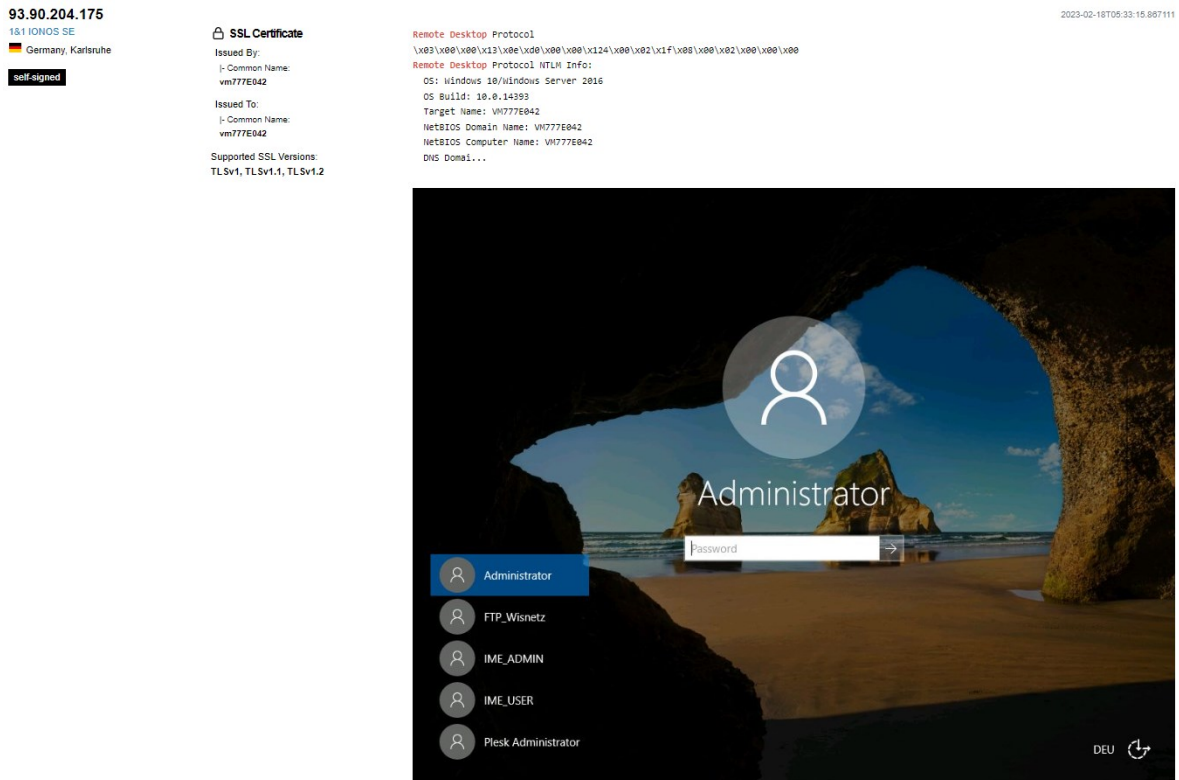 93.90.204.175
1&1 IONOS SE
Germany, Karlsruhe
self-signed
SSL Certificate
Issued By:
|- Common Name:
vm777E042
Issued To:
|- Common Name:
vm777E042
Supported SSL Versions:
TLSv1, TLSv1.1, TLSv1.2
2023-02-18T05:33:15.867111
Remote Desktop Protocol
\x03\x00\x00\x13\x0e\xd0\x00\x00\x124\x00\x02\x1f\x08\x00\x02\x00\x00\x00
Remote Desktop Protocol NTLM Info:
OS: Windows 10/Windows Server 2016
OS Build: 10.0.14393
Target Name: VM777E042
NetBIOS Domain Name: VM777E042
NetBIOS Computer Name: VM777E042
DNS Domai...
Administrator
Password
Administrator
FTP_Wisnetz
IME_ADMIN
IME_USER
Plesk Administrator
DEU